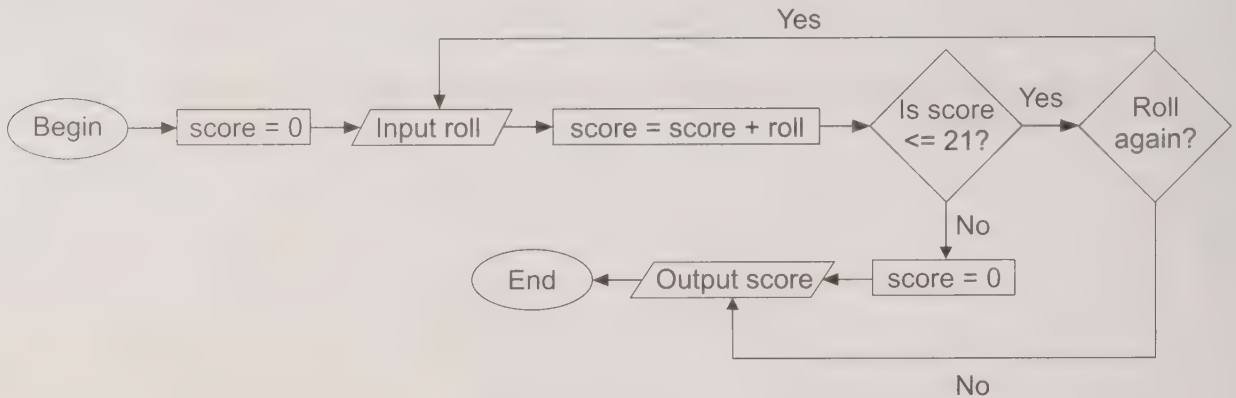 Yes
Begin
score = 0
Input roll
score = score + roll
Is score
<= 21?
Yes
Roll
again?
No
End
Output score
score = 0
No